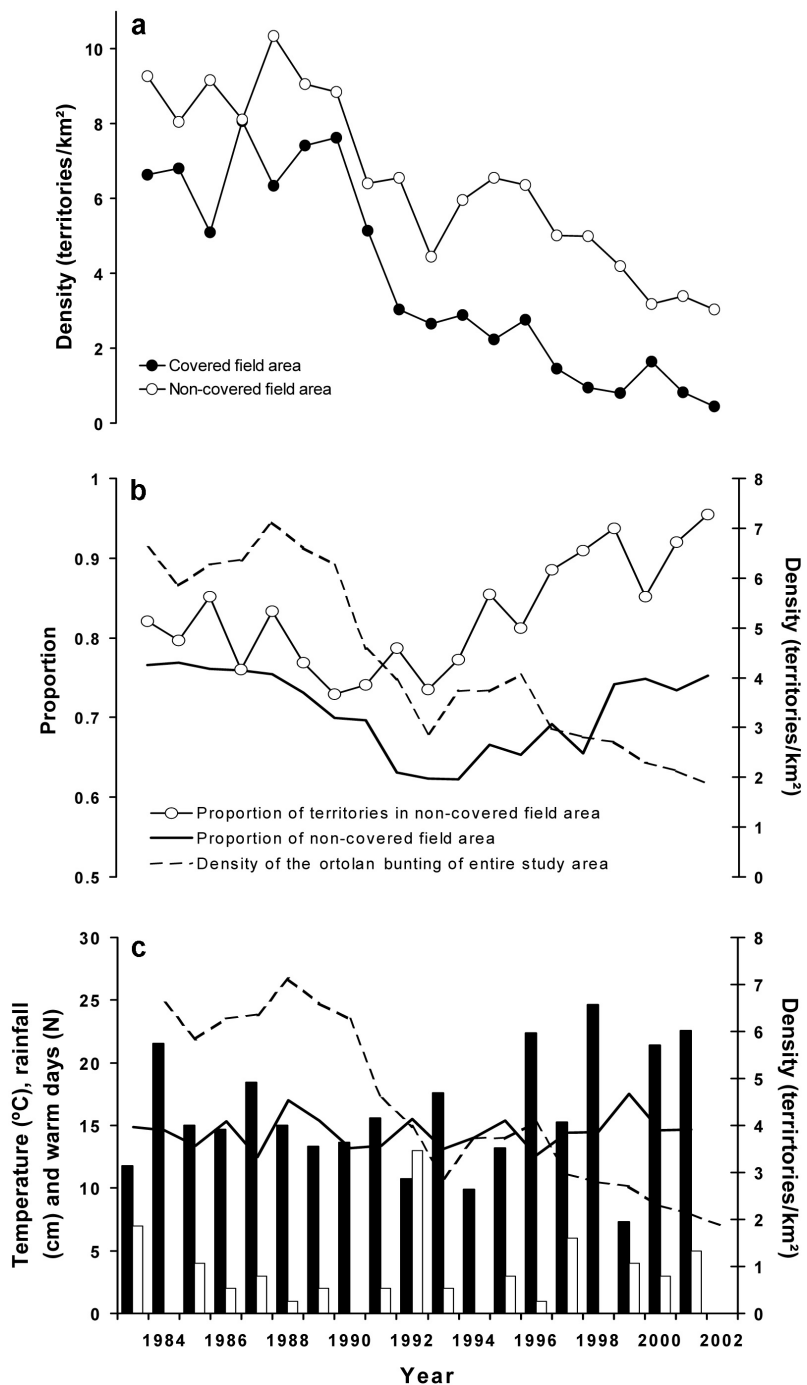 a
10
8
6
4
2
0
Density (territories/km²)
Covered field area
Non-covered field area
b
1
0.9
0.8
0.7
0.6
0.5
Proportion
8
7
6
5
4
3
2
1
0
Density (territories/km²)
Proportion of territories in non-covered field area
Proportion of non-covered field area
Density of the ortolan bunting of entire study area
c
30
25
20
15
10
5
0
Temperature (ºC), rainfall
(cm) and warm days (N)
8
7
6
5
4
3
2
1
0
Density (terrirtories/km²)
1984 1986 1988 1990 1992 1994 1996 1998 2000 2002
Year